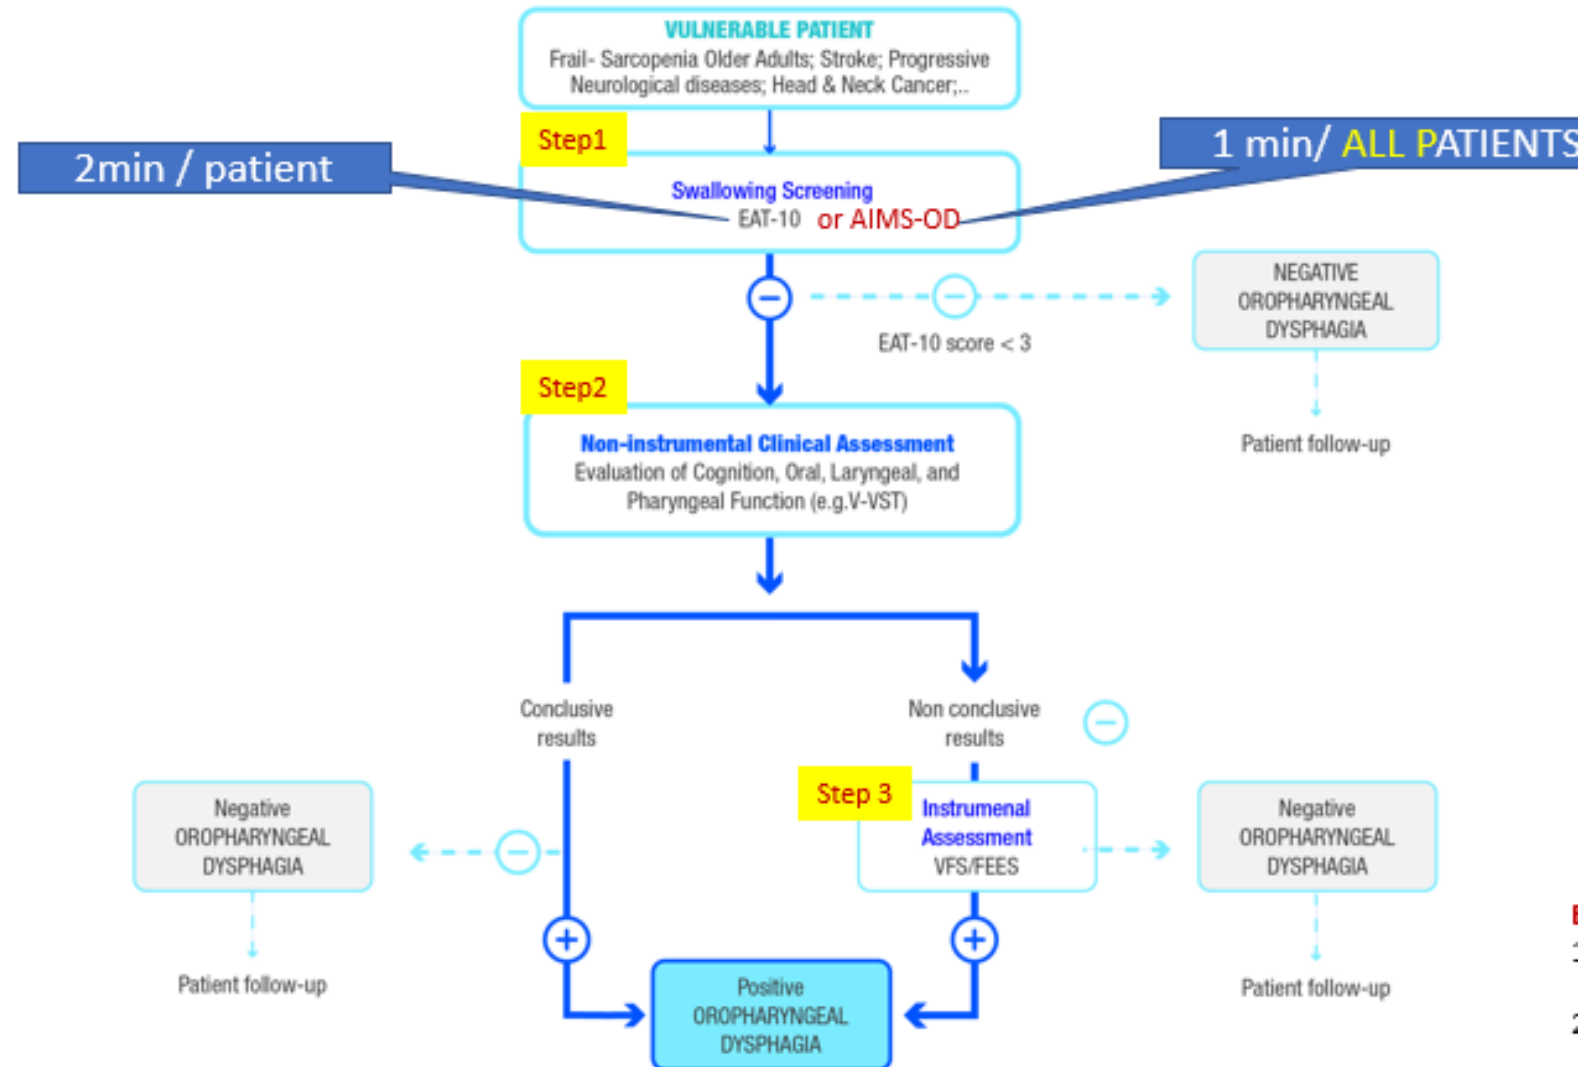 VULNERABLE PATIENT
Frail- Sarcopenia Older Adults; Stroke; Progressive
Neurological diseases; Head & Neck Cancer;..
Step1
2min / patient
1 min/ ALL PATIENTS
Swallowing Screening
EAT-10 or AIMS-OD
EAT-10 score < 3
NEGATIVE
OROPHARYNGEAL
DYSPHAGIA
Patient follow-up
Step2
Non-instrumental Clinical Assessment
Evaluation of Cognition, Oral, Laryngeal, and
Pharyngeal Function (e.g.V-VST)
Conclusive
results
Non conclusive
results
Negative
OROPHARYNGEAL
DYSPHAGIA
Patient follow-up
Step 3
Instrumenal
Assessment
VFS/FEES
Negative
OROPHARYNGEAL
DYSPHAGIA
Patient follow-up
Positive
OROPHARYNGEAL
DYSPHAGIA